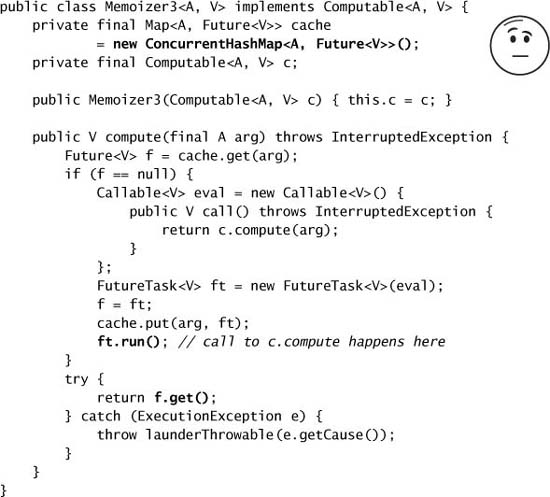 public class Memoizer3<A, V> implements Computable<A, V> {
    private final Map<A, Future<V>> cache
            = new ConcurrentHashMap<A, Future<V>>();
    private final Computable<A, V> c;

    public Memoizer3(Computable<A, V> c) { this.c = c; }

    public V compute(final A arg) throws InterruptedException {
        Future<V> f = cache.get(arg);
        if (f == null) {
            Callable<V> eval = new Callable<V>() {
                public V call() throws InterruptedException {
                    return c.compute(arg);
                }
            };
            FutureTask<V> ft = new FutureTask<V>(eval);
            f = ft;
            cache.put(arg, ft);
            ft.run(); // call to c.compute happens here
        }
        try {
            return f.get();
        } catch (ExecutionException e) {
            throw launderThrowable(e.getCause());
        }
    }
}